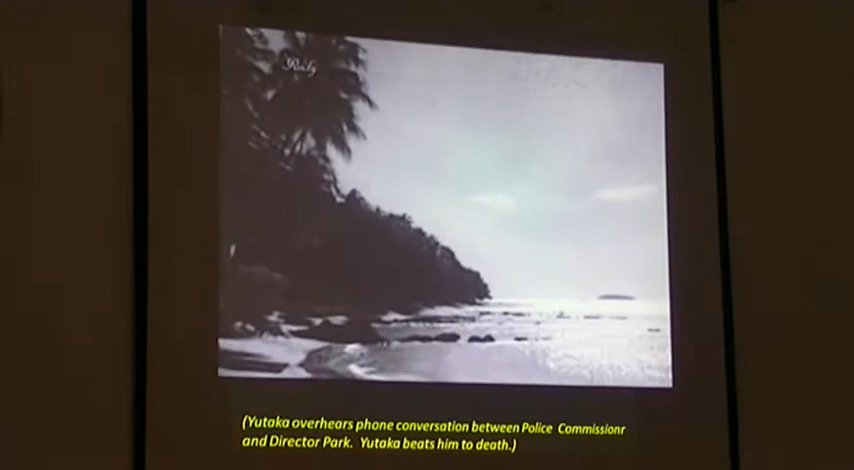 (Yutaka overhears phone conversation between Police Commissionr
and Director Park. Yutaka beats him to death.)